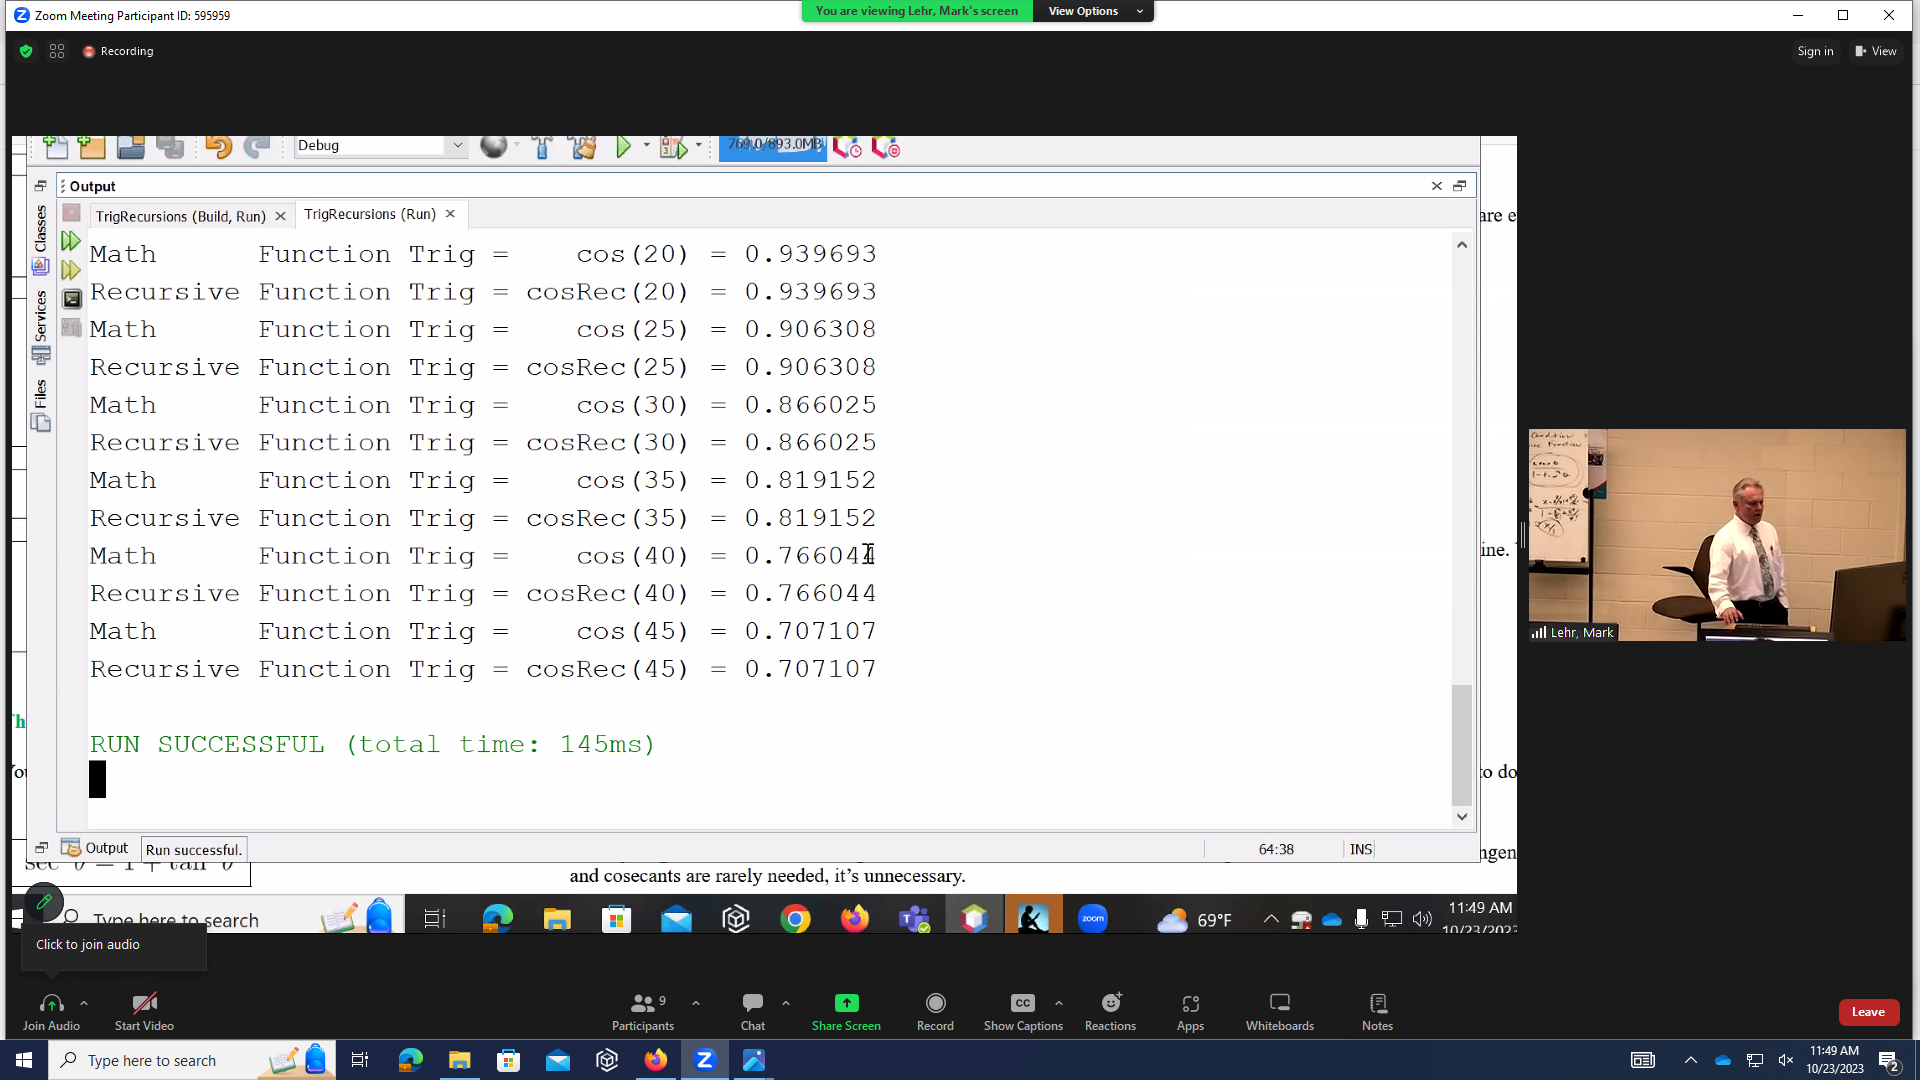 Zoom Meeting Participant ID: 595959
You are viewing Lehr, Mark's screen
View Options
Recording
Sign in
View
Debug
769.0/893.0MB
Output
TrigRecursions (Build, Run)
TrigRecursions (Run)
Classes
Services
Files
Math Function Trig = cos(20) = 0.939693
Recursive Function Trig = cosRec(20) = 0.939693
Math Function Trig = cos(25) = 0.906308
Recursive Function Trig = cosRec(25) = 0.906308
Math Function Trig = cos(30) = 0.866025
Recursive Function Trig = cosRec(30) = 0.866025
Math Function Trig = cos(35) = 0.819152
Recursive Function Trig = cosRec(35) = 0.819152
Math Function Trig = cos(40) = 0.766044
Recursive Function Trig = cosRec(40) = 0.766044
Math Function Trig = cos(45) = 0.707107
Recursive Function Trig = cosRec(45) = 0.707107
RUN SUCCESSFUL (total time: 145ms)
are e
ine.
to do
ngen
Output
Run successful.
64:38
INS
and cosecants are rarely needed, it's unnecessary.
Type here to search
zoom
69°F
11:49 AM
10/23/2023
Click to join audio
Lehr, Mark
Join Audio
Start Video
9
Participants
Chat
Share Screen
Record
CC
Show Captions
Reactions
Apps
Whiteboards
Notes
Leave
Type here to search
11:49 AM
10/23/2023
2